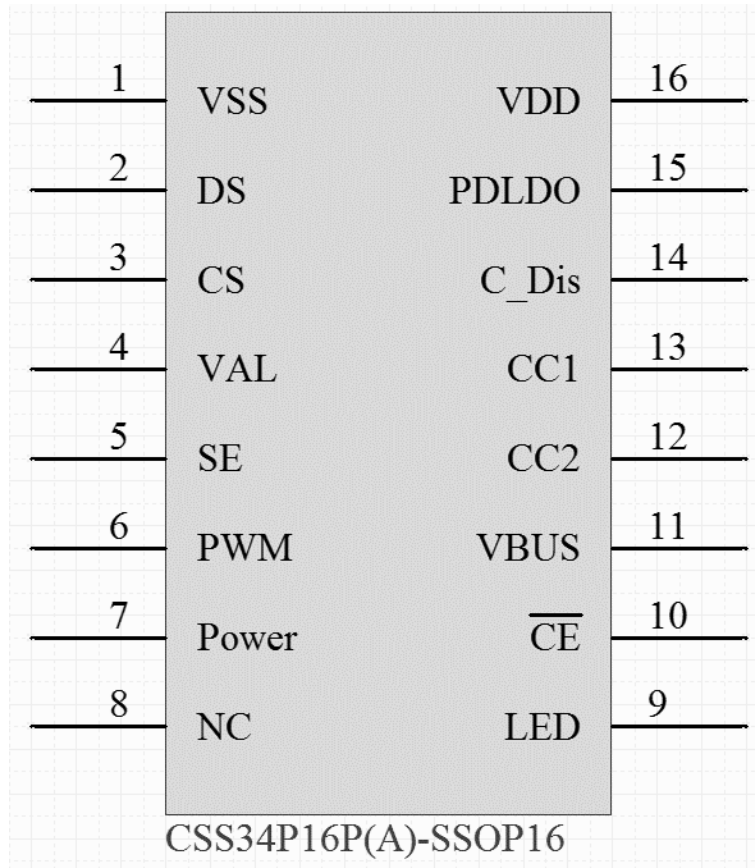 1 VSS VDD 16
2 DS PDLDO 15
3 CS C_Dis 14
4 VAL CC1 13
5 SE CC2 12
6 PWM VBUS 11
7 Power CE 10
8 NC LED 9
CSS34P16P(A)-SSOP16